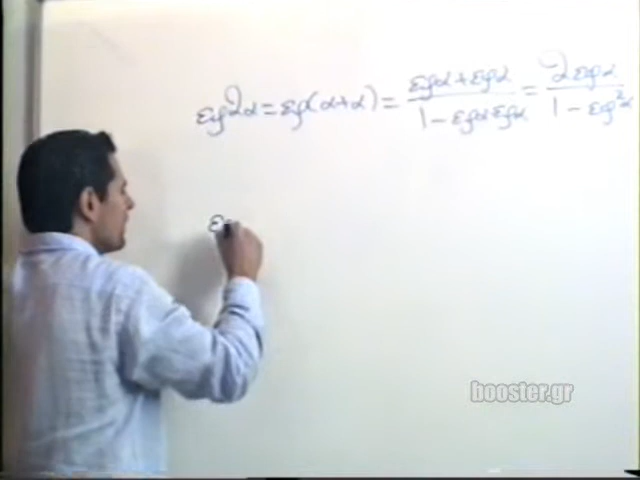 εφ2α = εφ(α+α) = εφα + εφα / 1 − εφα εφα = 2εφα / 1 − εφ²α
ε
booster.gr